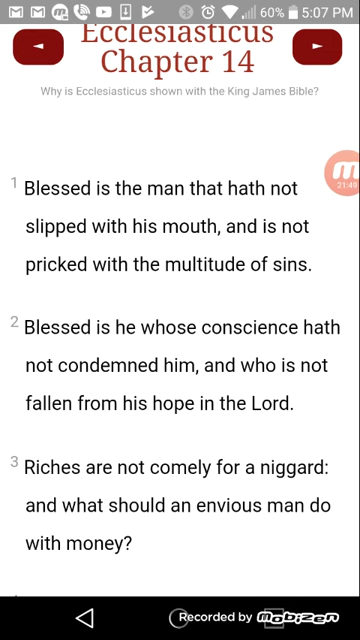 60% 5:07 PM
Ecclesiasticus
Chapter 14
Why is Ecclesiasticus shown with the King James Bible?
21:49
1 Blessed is the man that hath not
slipped with his mouth, and is not
pricked with the multitude of sins.
2 Blessed is he whose conscience hath
not condemned him, and who is not
fallen from his hope in the Lord.
3 Riches are not comely for a niggard:
and what should an envious man do
with money?
Recorded by Mobizen